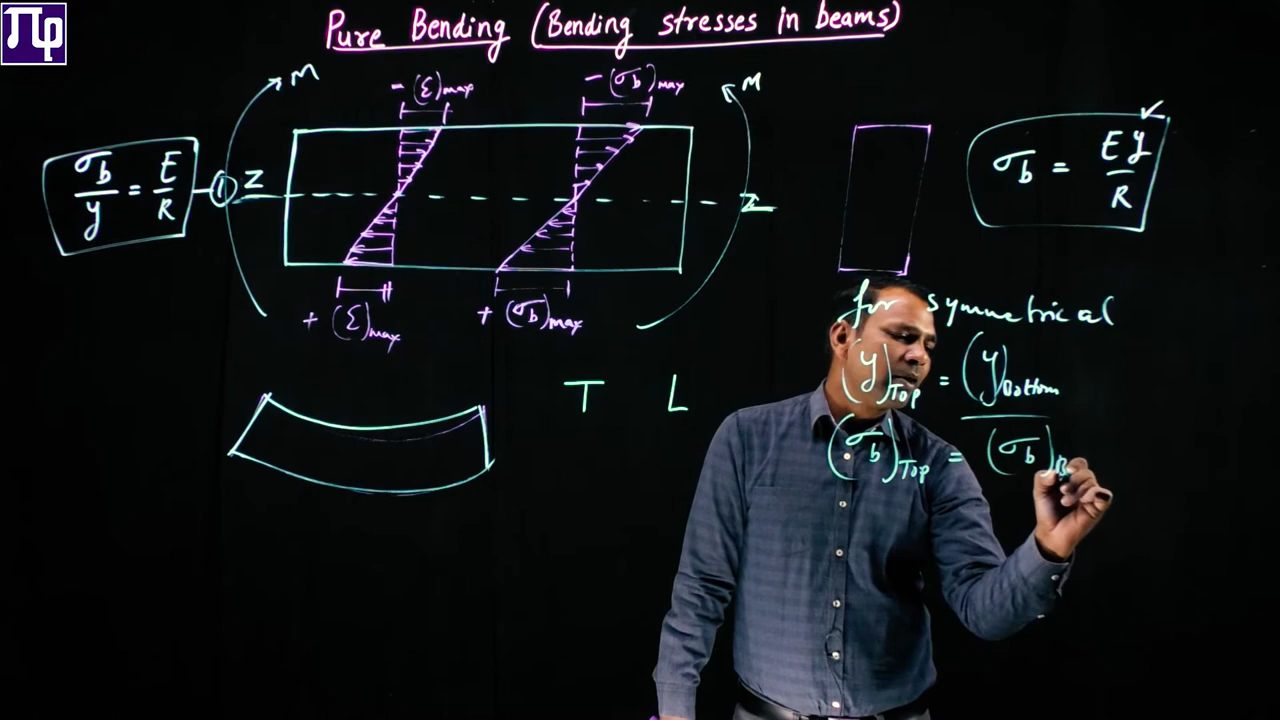 Πφ
Pure Bending (Bending stresses in beams)
M
- (ε)max
- (σb)max
M
σb/y = E/R - ①
Z
Z
σb = Ey/R ✓
+ (ε)max
+ (σb)max
for symmetrical
(y)Top = (y)Bottom
T L
(σb)Top = (σb)B